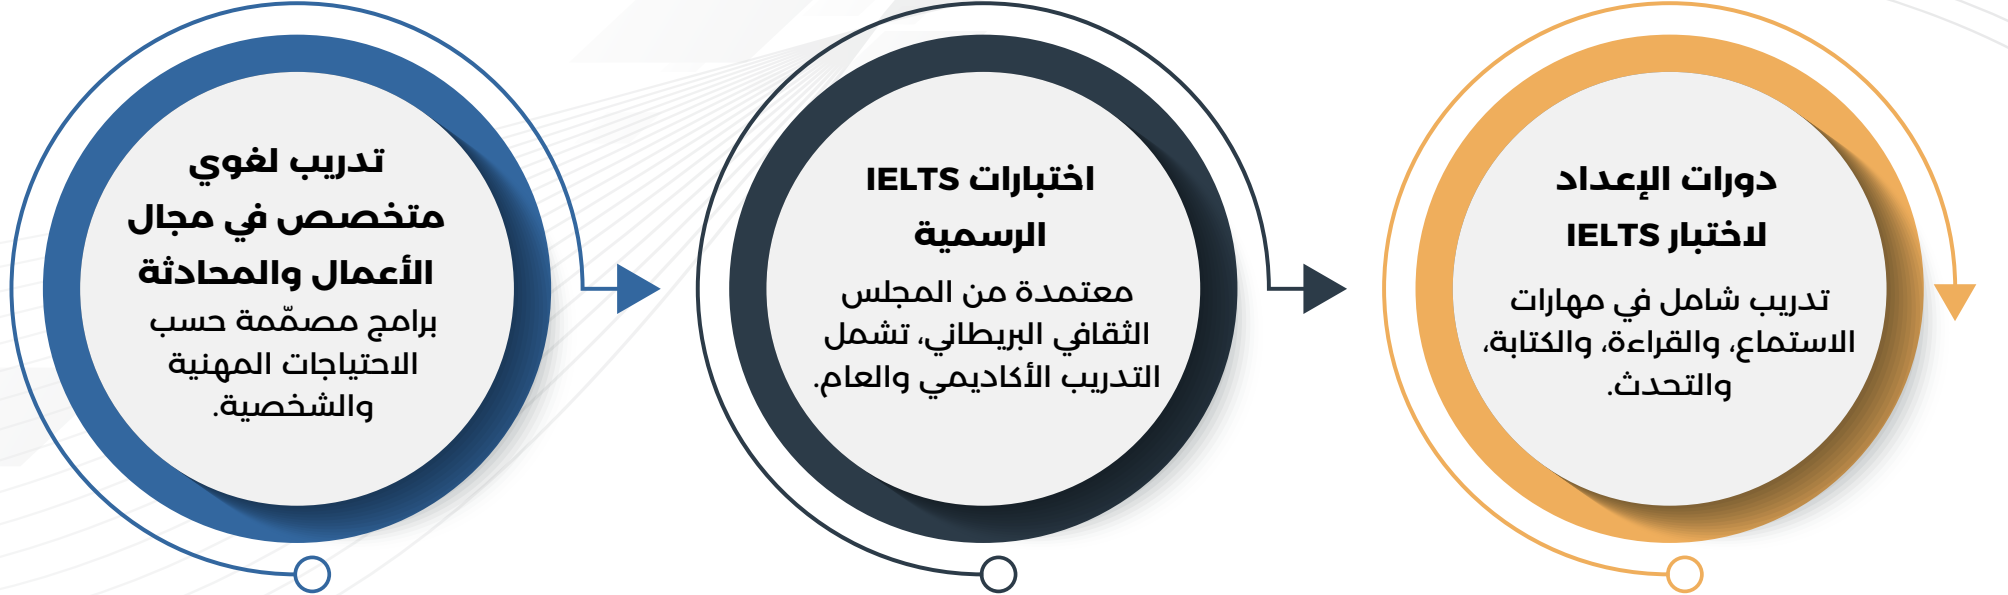 دورات الإعداد
لاختبار IELTS
تدريب شامل في مهارات
الاستماع، والقراءة، والكتابة،
والتحدث.
اختبارات IELTS
الرسمية
معتمدة من المجلس
الثقافي البريطاني، تشمل
التدريب الأكاديمي والعام.
تدريب لغوي
متخصص في مجال
الأعمال والمحادثة
برامج مصمّمة حسب
الاحتياجات المهنية
والشخصية.